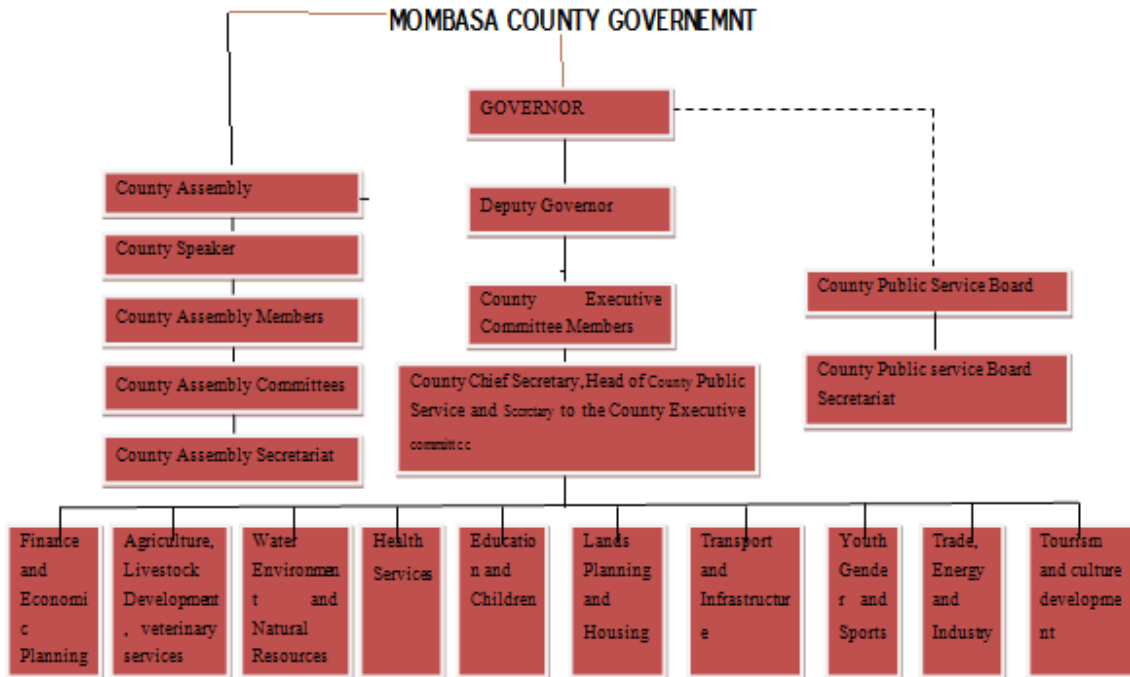 MOMBASA COUNTY GOVERNEMNT
GOVERNOR
County Assembly
Deputy Governor
County Speaker
County Public Service Board
County Executive
Committee Members
County Assembly Members
County Public service Board
Secretariat
County Assembly Committees
County Chief Secretary, Head of County Public
Service and Secretary to the County Executive
committee
County Assembly Secretariat
Finance
and
Economi
c
Planning
Agriculture,
Livestock
Development
, veterinary
services
Water
Environmen
t and
Natural
Resources
Health
Services
Educatio
n and
Children
Lands
Planning
and
Housing
Transport
and
Infrastructur
e
Youth
Gende
r and
Sports
Trade,
Energy
and
Industry
Tourism
and culture
developme
nt